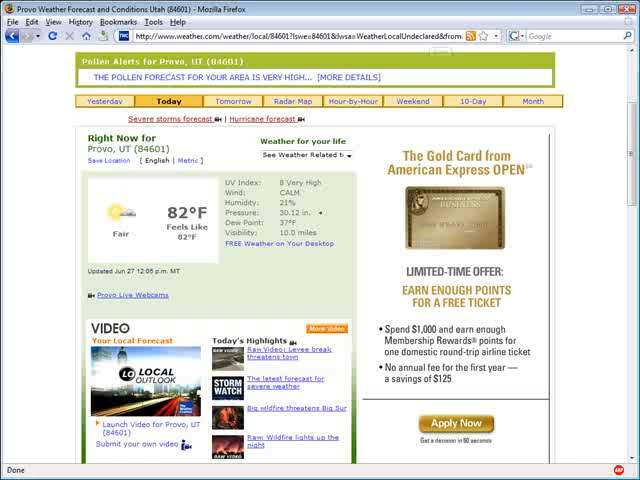 Provo Weather Forecast and Conditions Utah (84601) - Mozilla Firefox
File Edit View History Bookmarks Tools Help
http://www.weather.com/weather/local/84601?lswe=84601&lwsa=WeatherLocalUndeclared&from=
Google
Pollen Alerts for Provo, UT (84601)
THE POLLEN FORECAST FOR YOUR AREA IS VERY HIGH... [MORE DETAILS]
Yesterday Today Tomorrow Radar Map Hour-by-Hour Weekend 10-Day Month
Severe storms forecast | Hurricane forecast
Right Now for
Provo, UT (84601)
Save Location [ English | Metric ]
Weather for your life
See Weather Related t
Fair
82°F
Feels Like
82°F
UV Index: 8 Very High
Wind: CALM
Humidity: 21%
Pressure: 30.12 in.
Dew Point: 37°F
Visibility: 10.0 miles
FREE Weather on Your Desktop
Updated Jun 27 12:05 p.m. MT
Provo Live Webcams
VIDEO
More Video
Your Local Forecast
LOCAL
OUTLOOK
Launch Video for Provo, UT
(84601)
Submit your own video
Today's Highlights
RAW VIDEO
Raw Video: Levee break
threatens town
STORM
WATCH
The latest forecast for
severe weather
Big wildfire threatens Big Sur
RAW VIDEO
Raw: Wildfire lights up the
night
The Gold Card from
American Express OPEN
BUSINESS
LIMITED-TIME OFFER:
EARN ENOUGH POINTS
FOR A FREE TICKET
• Spend $1,000 and earn enough
Membership Rewards® points for
one domestic round-trip airline ticket
• No annual fee for the first year —
a savings of $125
Apply Now
Get a decision in 60 seconds
Done
ABP